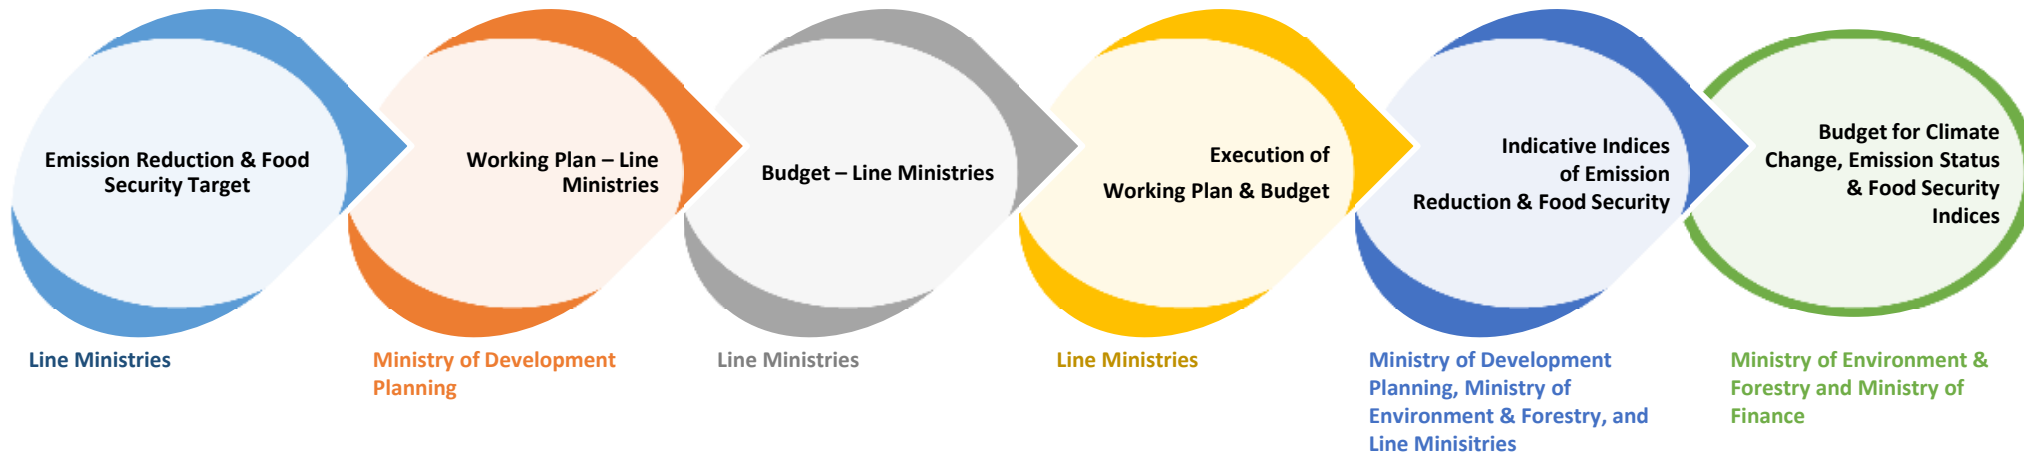 Emission Reduction & Food
Security Target
Working Plan – Line
Ministries
Budget – Line Ministries
Execution of
Working Plan & Budget
Indicative Indices
of Emission
Reduction & Food Security
Budget for Climate
Change, Emission Status
& Food Security
Indices
Line Ministries
Ministry of Development
Planning
Line Ministries
Line Ministries
Ministry of Development
Planning, Ministry of
Environment & Forestry, and
Line Minisitries
Ministry of Environment &
Forestry and Ministry of
Finance